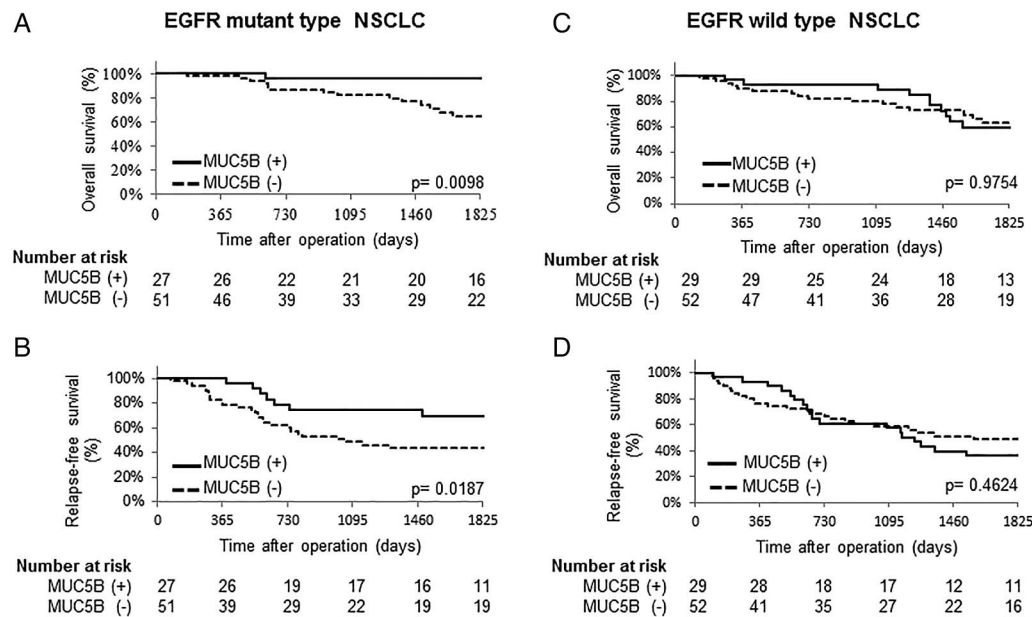 A
EGFR mutant type NSCLC
Overall survival (%)
100%
80%
60%
40%
20%
0%
MUC5B (+)
MUC5B (-)
p= 0.0098
0 365 730 1095 1460 1825
Time after operation (days)
Number at risk
MUC5B (+) 27 26 22 21 20 16
MUC5B (-) 51 46 39 33 29 22
B
Relapse-free survival
(%)
100%
80%
60%
40%
20%
0%
MUC5B (+)
MUC5B (-)
p= 0.0187
0 365 730 1095 1460 1825
Time after operation (days)
Number at risk
MUC5B (+) 27 26 19 17 16 11
MUC5B (-) 51 39 29 22 19 19
C
EGFR wild type NSCLC
Overall survival (%)
100%
80%
60%
40%
20%
0%
MUC5B (+)
MUC5B (-)
p= 0.9754
0 365 730 1095 1460 1825
Time after operation (days)
Number at risk
MUC5B (+) 29 29 25 24 18 13
MUC5B (-) 52 47 41 36 28 19
D
Relapse-free survival
(%)
100%
80%
60%
40%
20%
0%
MUC5B (+)
MUC5B (-)
p= 0.4624
0 365 730 1095 1460 1825
Time after operation (days)
Number at risk
MUC5B (+) 29 28 18 17 12 11
MUC5B (-) 52 41 35 27 22 16